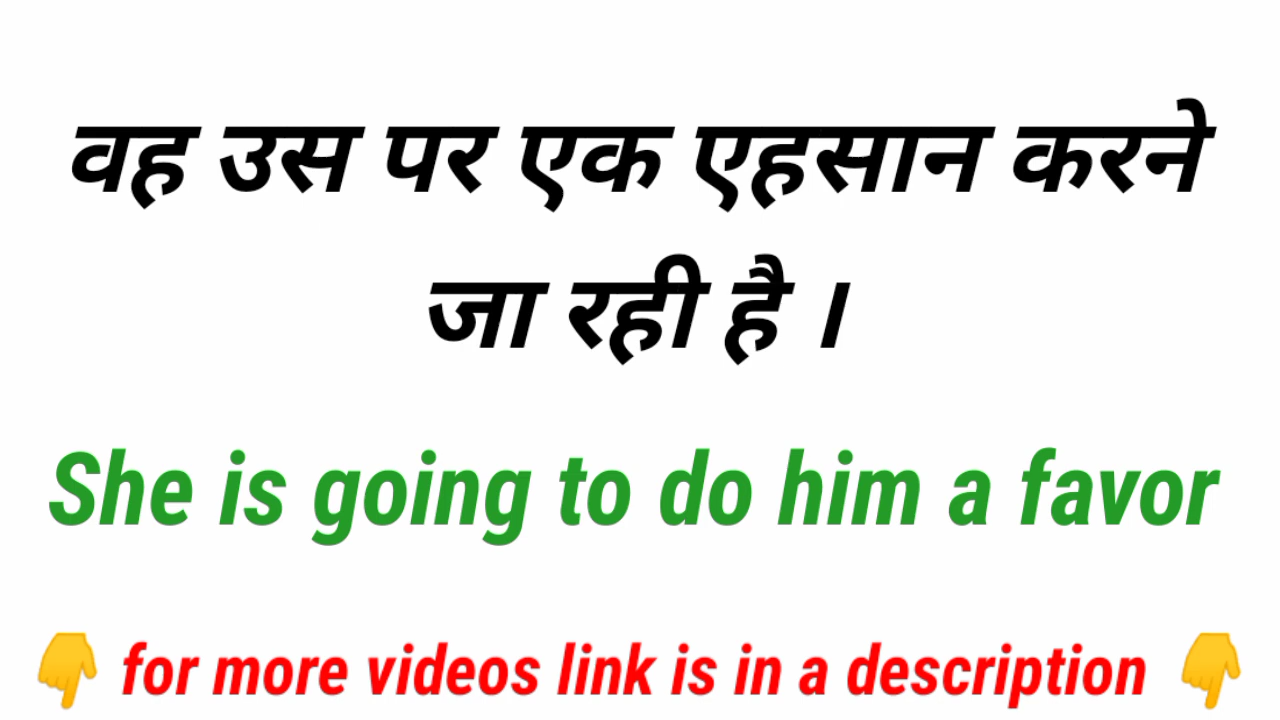 वह उस पर एक एहसान करने
जा रही है ।
She is going to do him a favor
👇 for more videos link is in a description 👇